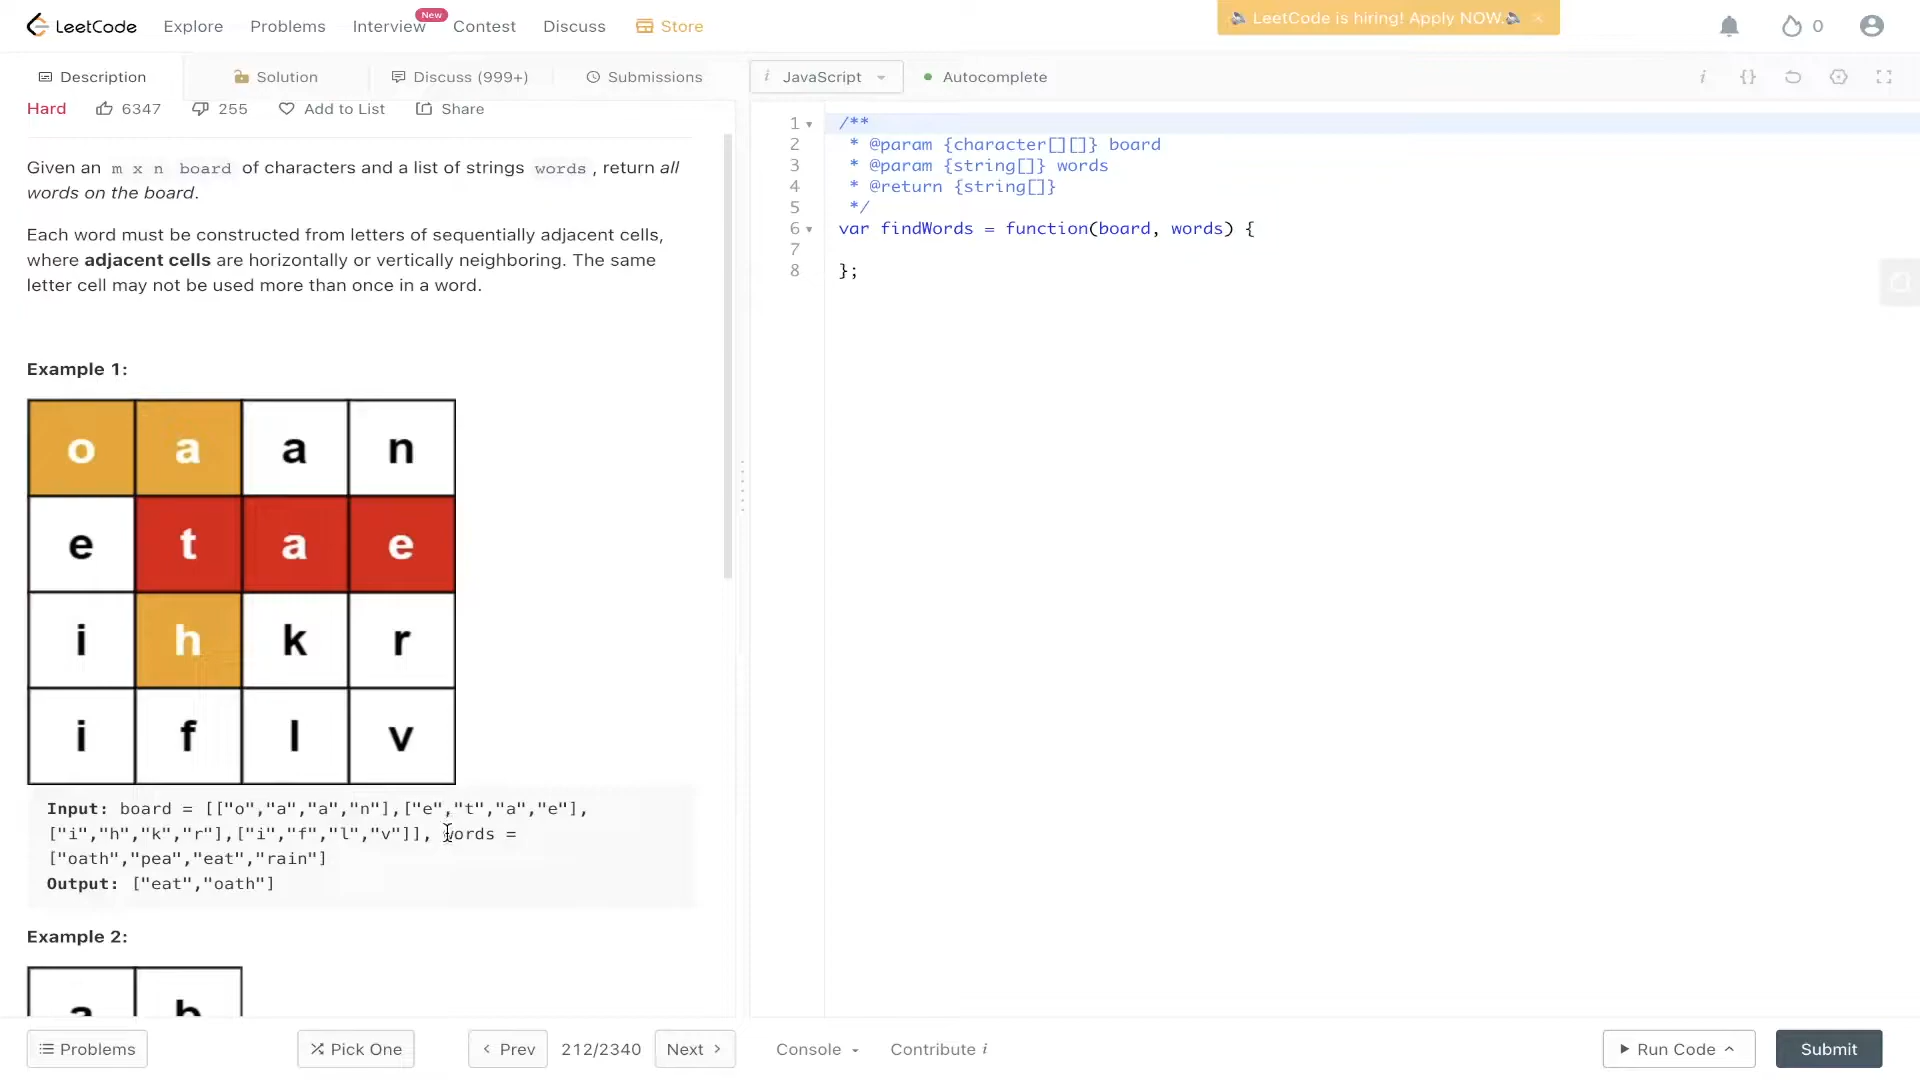 LeetCode Explore Problems Interview New Contest Discuss Store LeetCode is hiring! Apply NOW. × 0
Description Solution Discuss (999+) Submissions
Hard 6347 255 Add to List Share
Given an m x n board of characters and a list of strings words , return all
words on the board.
Each word must be constructed from letters of sequentially adjacent cells,
where adjacent cells are horizontally or vertically neighboring. The same
letter cell may not be used more than once in a word.
Example 1:
o a a n
e t a e
i h k r
i f l v
Input: board = [["o","a","a","n"],["e","t","a","e"],
["i","h","k","r"],["i","f","l","v"]], words =
["oath","pea","eat","rain"]
Output: ["eat","oath"]
Example 2:
a b
Problems Pick One < Prev 212/2340 Next >
i JavaScript Autocomplete i {}
1 /**
2 * @param {character[][]} board
3 * @param {string[]} words
4 * @return {string[]}
5 */
6 var findWords = function(board, words) {
7
8 };
Console Contribute i Run Code Submit